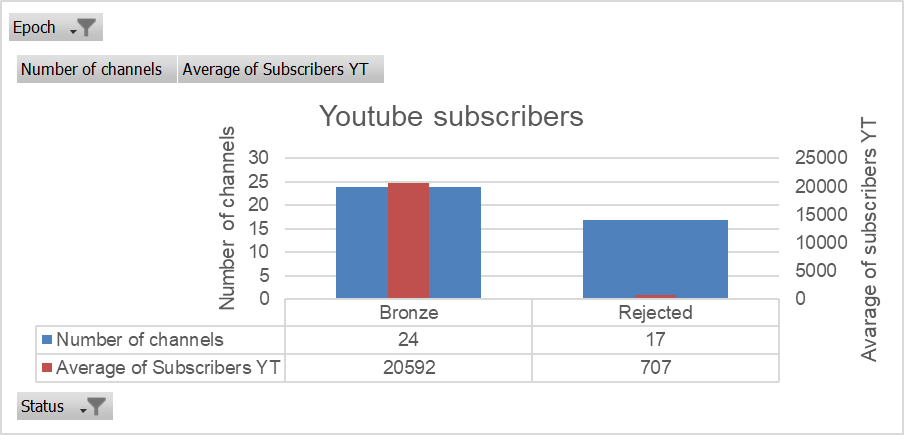 Epoch
Number of channels Average of Subscribers YT
Youtube subscribers
Number of channels
30
25
20
15
10
5
0
25000
20000
15000
10000
5000
0
Avarage of subscribers YT
Bronze Rejected
Number of channels 24 17
Average of Subscribers YT 20592 707
Status